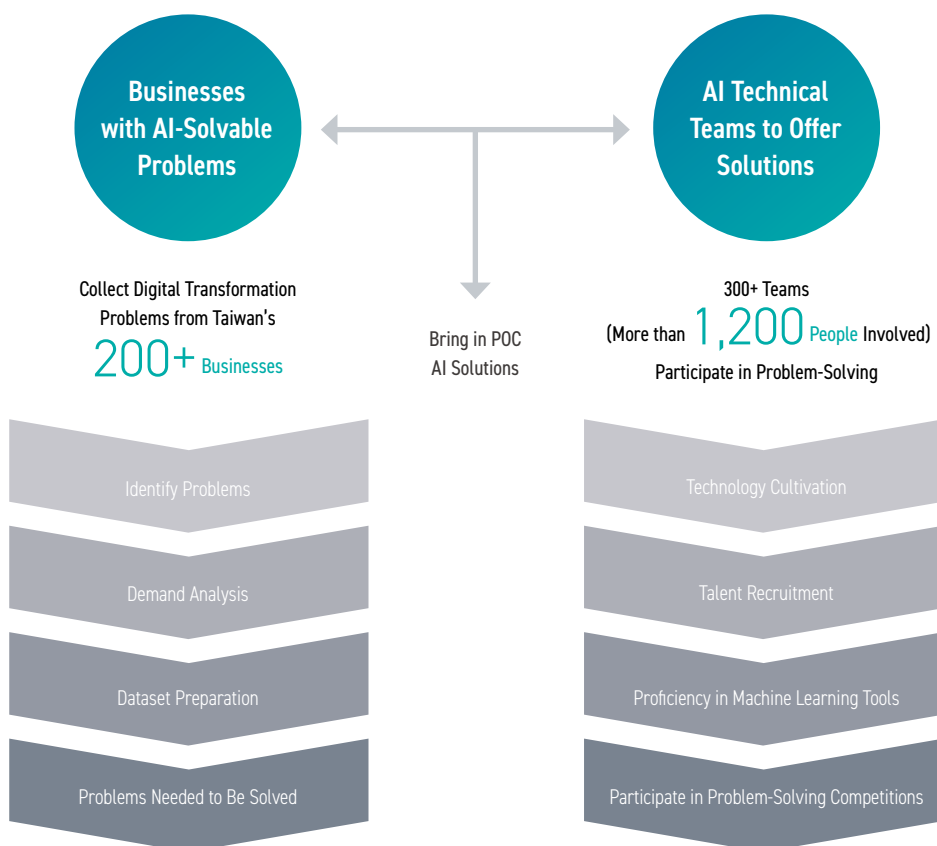 Businesses
with AI-Solvable
Problems
AI Technical
Teams to Offer
Solutions
Collect Digital Transformation
Problems from Taiwan's
200+ Businesses
Bring in POC
AI Solutions
300+ Teams
(More than 1,200 People Involved)
Participate in Problem-Solving
Identify Problems
Demand Analysis
Dataset Preparation
Problems Needed to Be Solved
Technology Cultivation
Talent Recruitment
Proficiency in Machine Learning Tools
Participate in Problem-Solving Competitions